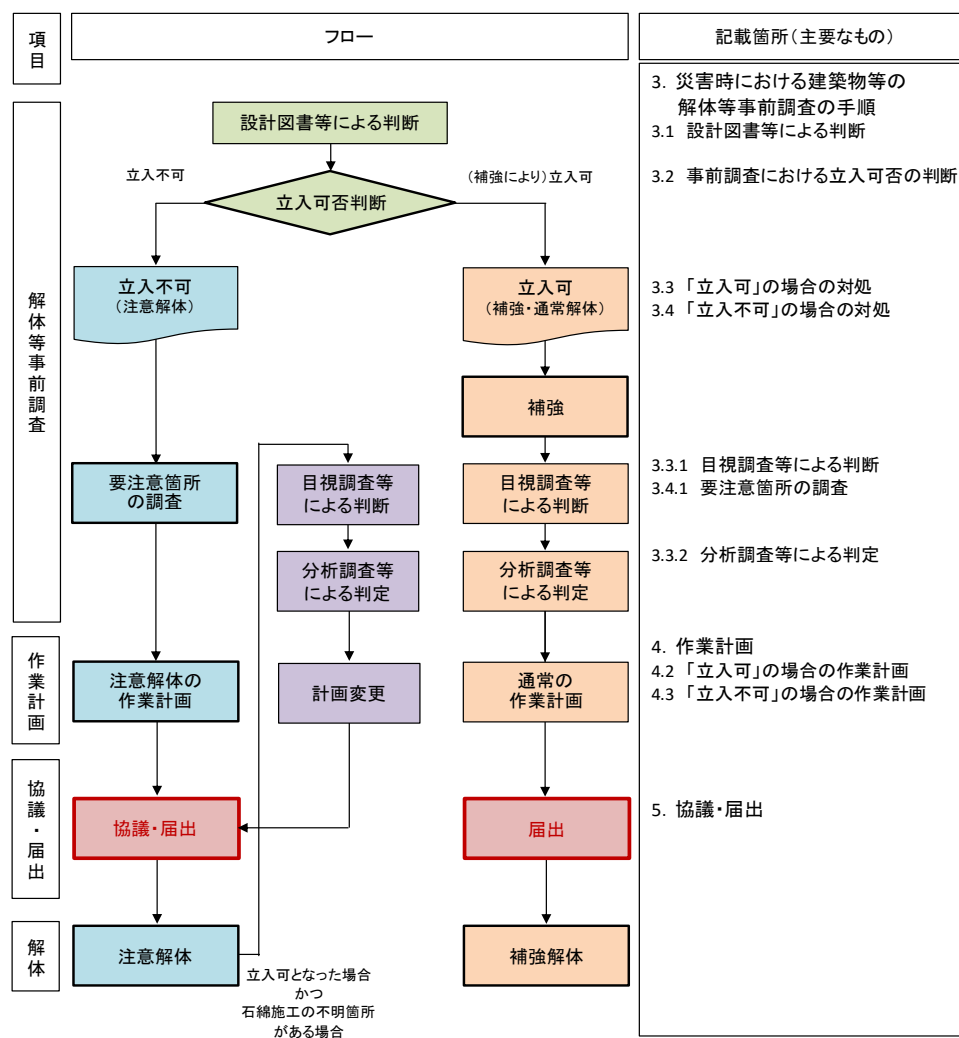 項
目
フロー
記載箇所（主要なもの）
解
体
等
事
前
調
査
設計図書等による判断
立入不可
（補強により）立入可
立入可否判断
立入不可
（注意解体）
立入可
（補強・通常解体）
補強
要注意箇所
の調査
目視調査等
による判断
目視調査等
による判断
分析調査等
による判定
分析調査等
による判定
作
業
計
画
注意解体の
作業計画
計画変更
通常の
作業計画
協
議
・
届
出
協議・届出
届出
解
体
注意解体
補強解体
立入可となった場合
かつ
石綿施工の不明箇所
がある場合
3. 災害時における建築物等の
解体等事前調査の手順
3.1 設計図書等による判断
3.2 事前調査における立入可否の判断
3.3 「立入可」の場合の対処
3.4 「立入不可」の場合の対処
3.3.1 目視調査等による判断
3.4.1 要注意箇所の調査
3.3.2 分析調査等による判定
4. 作業計画
4.2 「立入可」の場合の作業計画
4.3 「立入不可」の場合の作業計画
5. 協議・届出